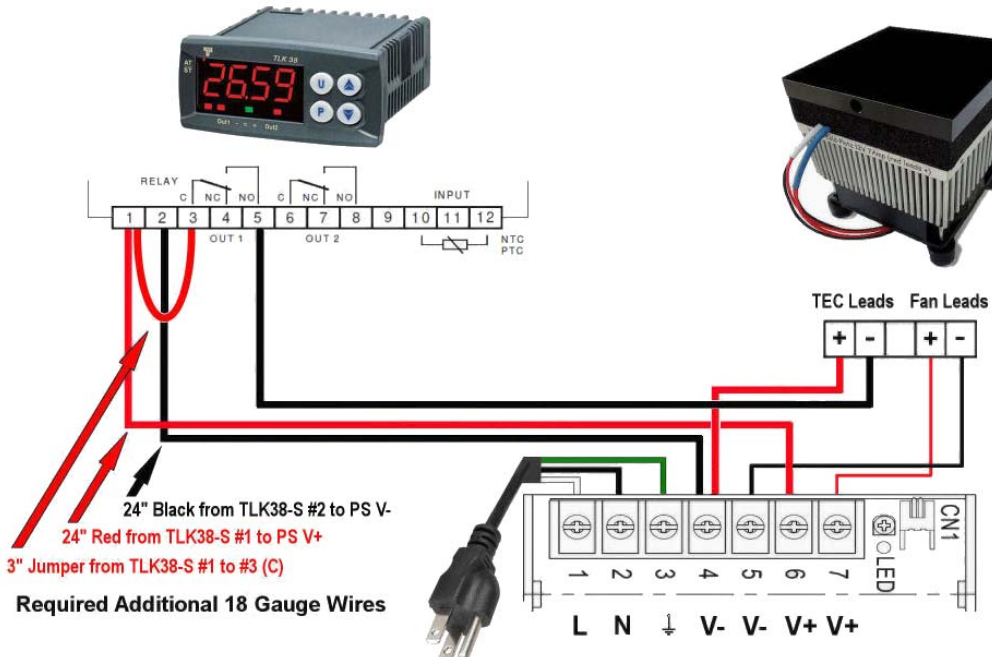 TLK 38
AT
ST
26.59
U
P
Out1 - = + Out2
RELAY
C NC NO C NC NO INPUT
1 2 3 4 5 6 7 8 9 10 11 12
OUT 1 OUT 2 NTC
PTC
TEC Leads Fan Leads
+ - + -
24" Black from TLK38-S #2 to PS V-
24" Red from TLK38-S #1 to PS V+
3" Jumper from TLK38-S #1 to #3 (C)
Required Additional 18 Gauge Wires
CN1
LED
1 2 3 4 5 6 7
L N V- V- V+ V+